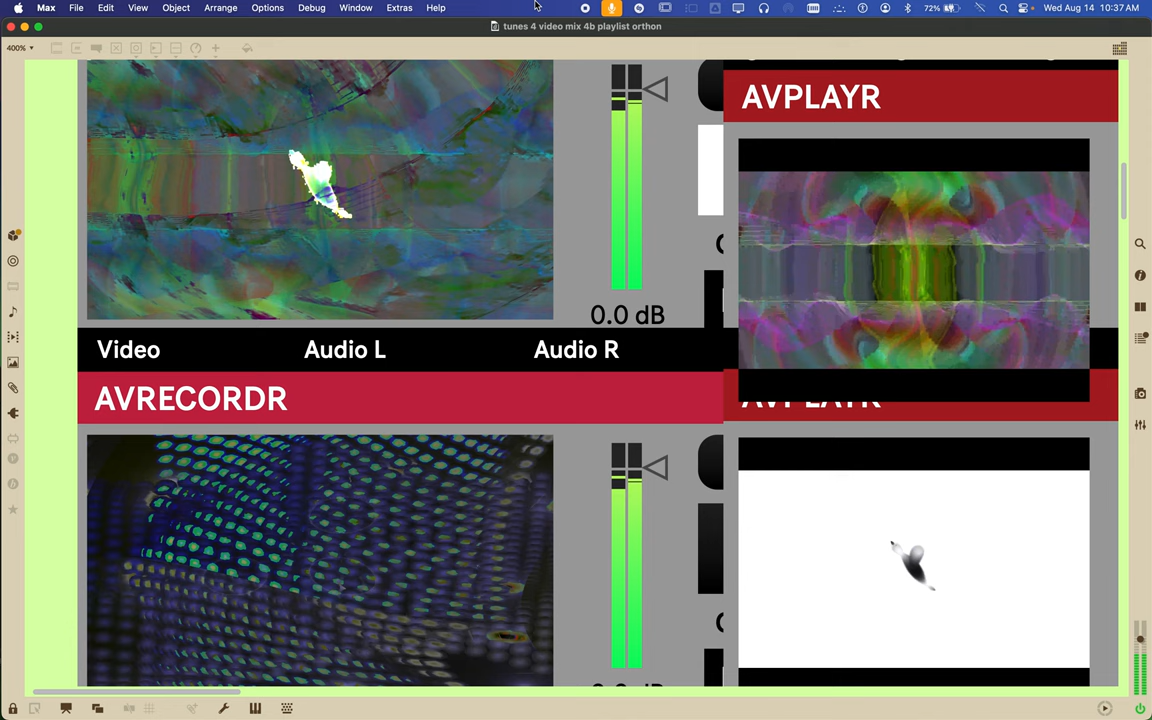 Max File Edit View Object Arrange Options Debug Window Extras Help
72% Wed Aug 14 10:37 AM
tunes 4 video mix 4b playlist orthon
400%
AVPLAYR
0.0 dB
Video Audio L Audio R
AVRECORDR
AVPLAYR